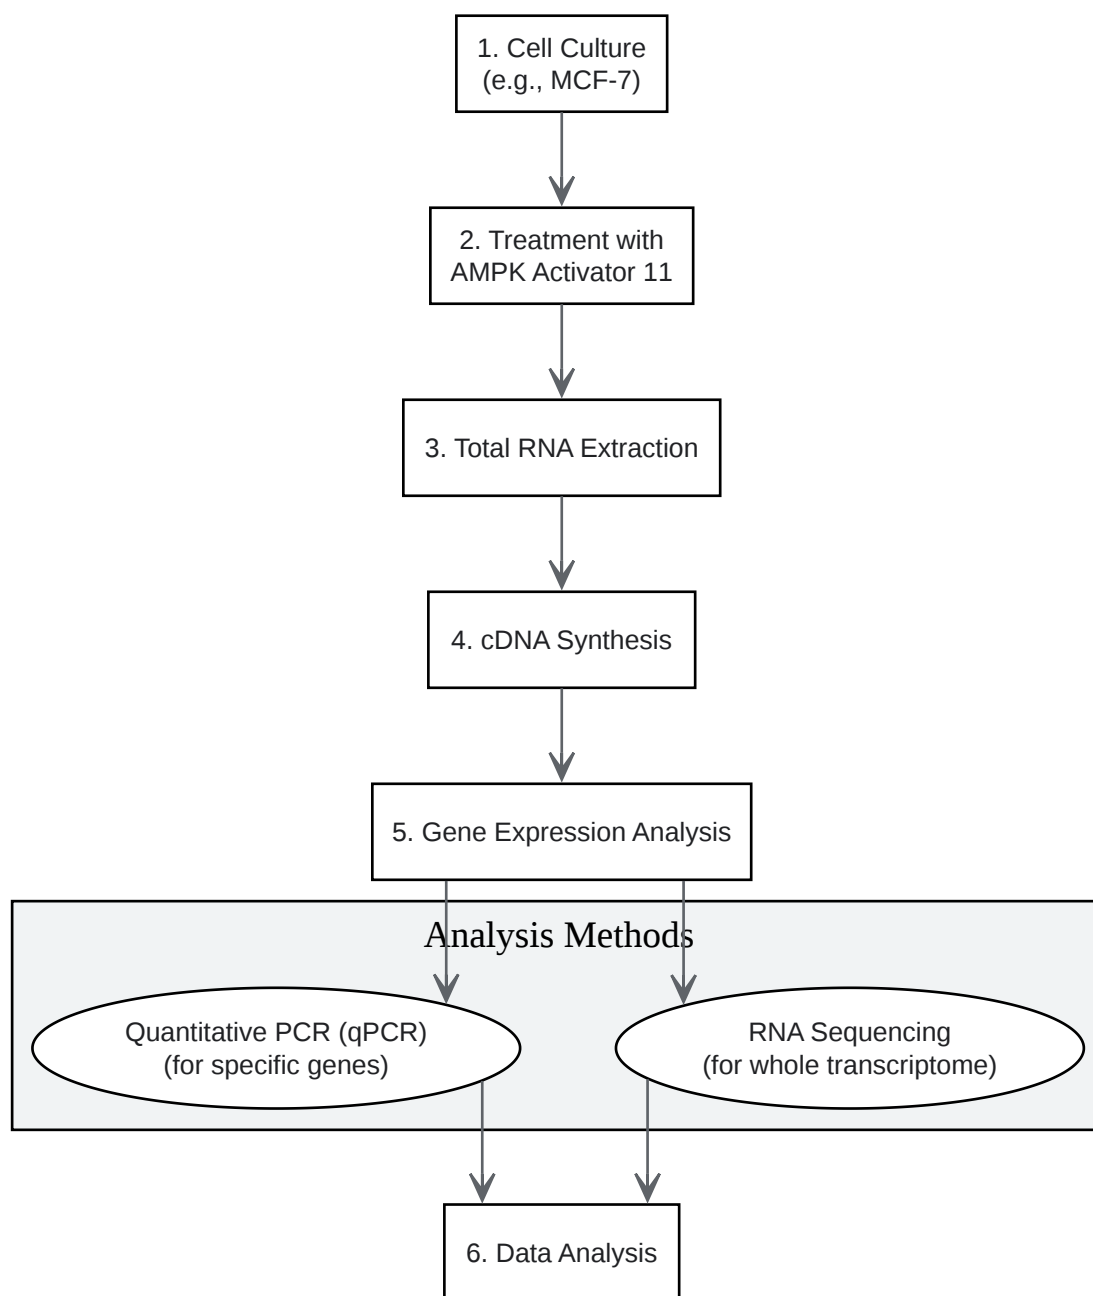 1. Cell Culture
(e.g., MCF-7)
2. Treatment with
AMPK Activator 11
3. Total RNA Extraction
4. cDNA Synthesis
5. Gene Expression Analysis
Analysis Methods
Quantitative PCR (qPCR)
(for specific genes)
RNA Sequencing
(for whole transcriptome)
6. Data Analysis